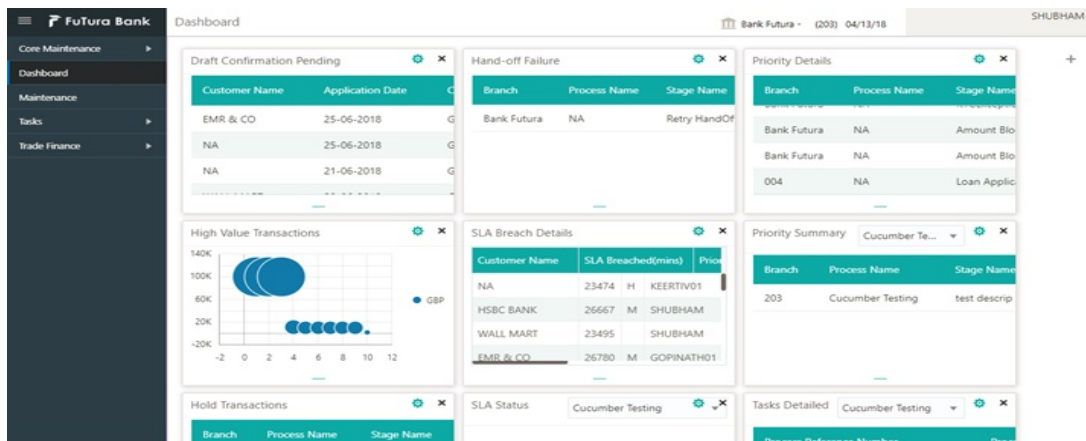 FuTura Bank
Dashboard
Bank Futura - (203) 04/13/18
SHUBHAM
Core Maintenance
Dashboard
Maintenance
Tasks
Trade Finance
Draft Confirmation Pending
Customer Name Application Date C
EMR & CO 25-06-2018 G
NA 25-06-2018 G
NA 21-06-2018 G
Hand-off Failure
Branch Process Name Stage Name
Bank Futura NA Retry HandOf
Priority Details
Branch Process Name Stage Name
Bank Futura NA Amount Blo
Bank Futura NA Amount Blo
004 NA Loan Applic
High Value Transactions
140K
100K
60K
20K
-20K
-2 0 2 4 6 8 10 12
GBP
SLA Breach Details
Customer Name SLA Breached(mins) Prior
NA 23474 H KEERTIV01
HSBC BANK 26667 M SHUBHAM
WALL MART 23495 SHUBHAM
EMR & CO 26780 M GOPINATH01
Priority Summary Cucumber Te...
Branch Process Name Stage Name
203 Cucumber Testing test descrip
Hold Transactions
Branch Process Name Stage Name
SLA Status Cucumber Testing
Tasks Detailed Cucumber Testing
Process Reference Number